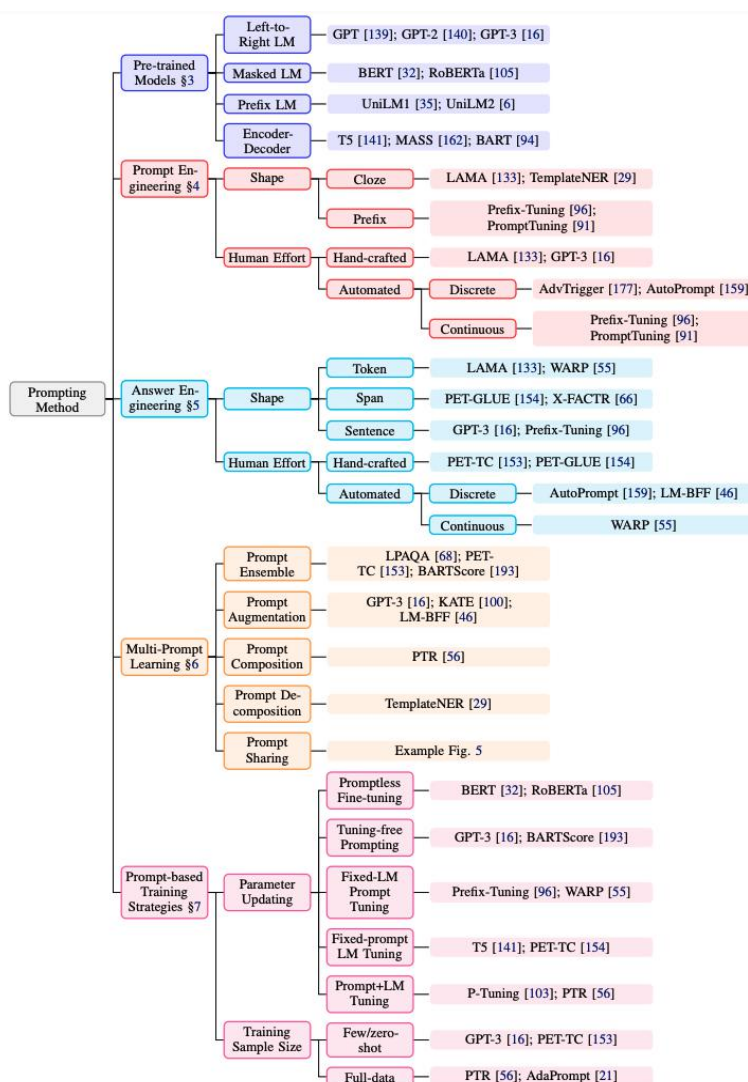 Left-to-
Right LM
GPT [139]; GPT-2 [140]; GPT-3 [16]
Pre-trained
Models §3
Masked LM
BERT [32]; RoBERTa [105]
Prefix LM
UniLM1 [35]; UniLM2 [6]
Encoder-
Decoder
T5 [141]; MASS [162]; BART [94]
Prompt En-
gineering §4
Shape
Cloze
LAMA [133]; TemplateNER [29]
Prefix
Prefix-Tuning [96];
PromptTuning [91]
Human Effort
Hand-crafted
LAMA [133]; GPT-3 [16]
Automated
Discrete
AdvTrigger [177]; AutoPrompt [159]
Continuous
Prefix-Tuning [96];
PromptTuning [91]
Prompting
Method
Answer En-
gineering §5
Shape
Token
LAMA [133]; WARP [55]
Span
PET-GLUE [154]; X-FACTR [66]
Sentence
GPT-3 [16]; Prefix-Tuning [96]
Human Effort
Hand-crafted
PET-TC [153]; PET-GLUE [154]
Automated
Discrete
AutoPrompt [159]; LM-BFF [46]
Continuous
WARP [55]
Multi-Prompt
Learning §6
Prompt
Ensemble
LPAQA [68]; PET-
TC [153]; BARTScore [193]
Prompt
Augmentation
GPT-3 [16]; KATE [100];
LM-BFF [46]
Prompt
Composition
PTR [56]
Prompt De-
composition
TemplateNER [29]
Prompt
Sharing
Example Fig. 5
Prompt-based
Training
Strategies §7
Parameter
Updating
Promptless
Fine-tuning
BERT [32]; RoBERTa [105]
Tuning-free
Prompting
GPT-3 [16]; BARTScore [193]
Fixed-LM
Prompt
Tuning
Prefix-Tuning [96]; WARP [55]
Fixed-prompt
LM Tuning
T5 [141]; PET-TC [154]
Prompt+LM
Tuning
P-Tuning [103]; PTR [56]
Training
Sample Size
Few/zero-
shot
GPT-3 [16]; PET-TC [153]
Full-data
PTR [56]; AdaPrompt [21]